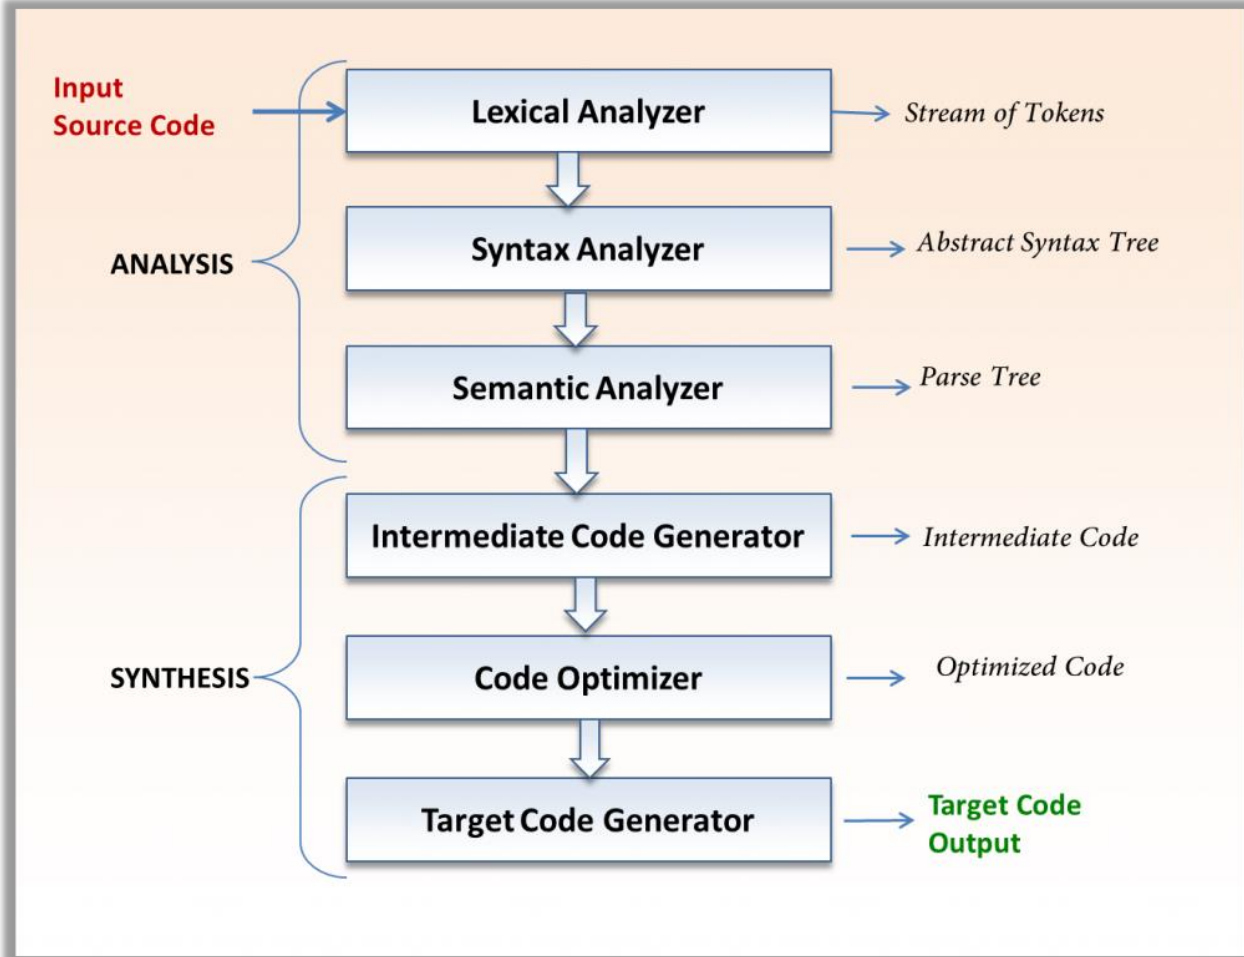 Input
Source Code
Lexical Analyzer
Stream of Tokens
Syntax Analyzer
Abstract Syntax Tree
ANALYSIS
Semantic Analyzer
Parse Tree
Intermediate Code Generator
Intermediate Code
SYNTHESIS
Code Optimizer
Optimized Code
Target Code Generator
Target Code
Output